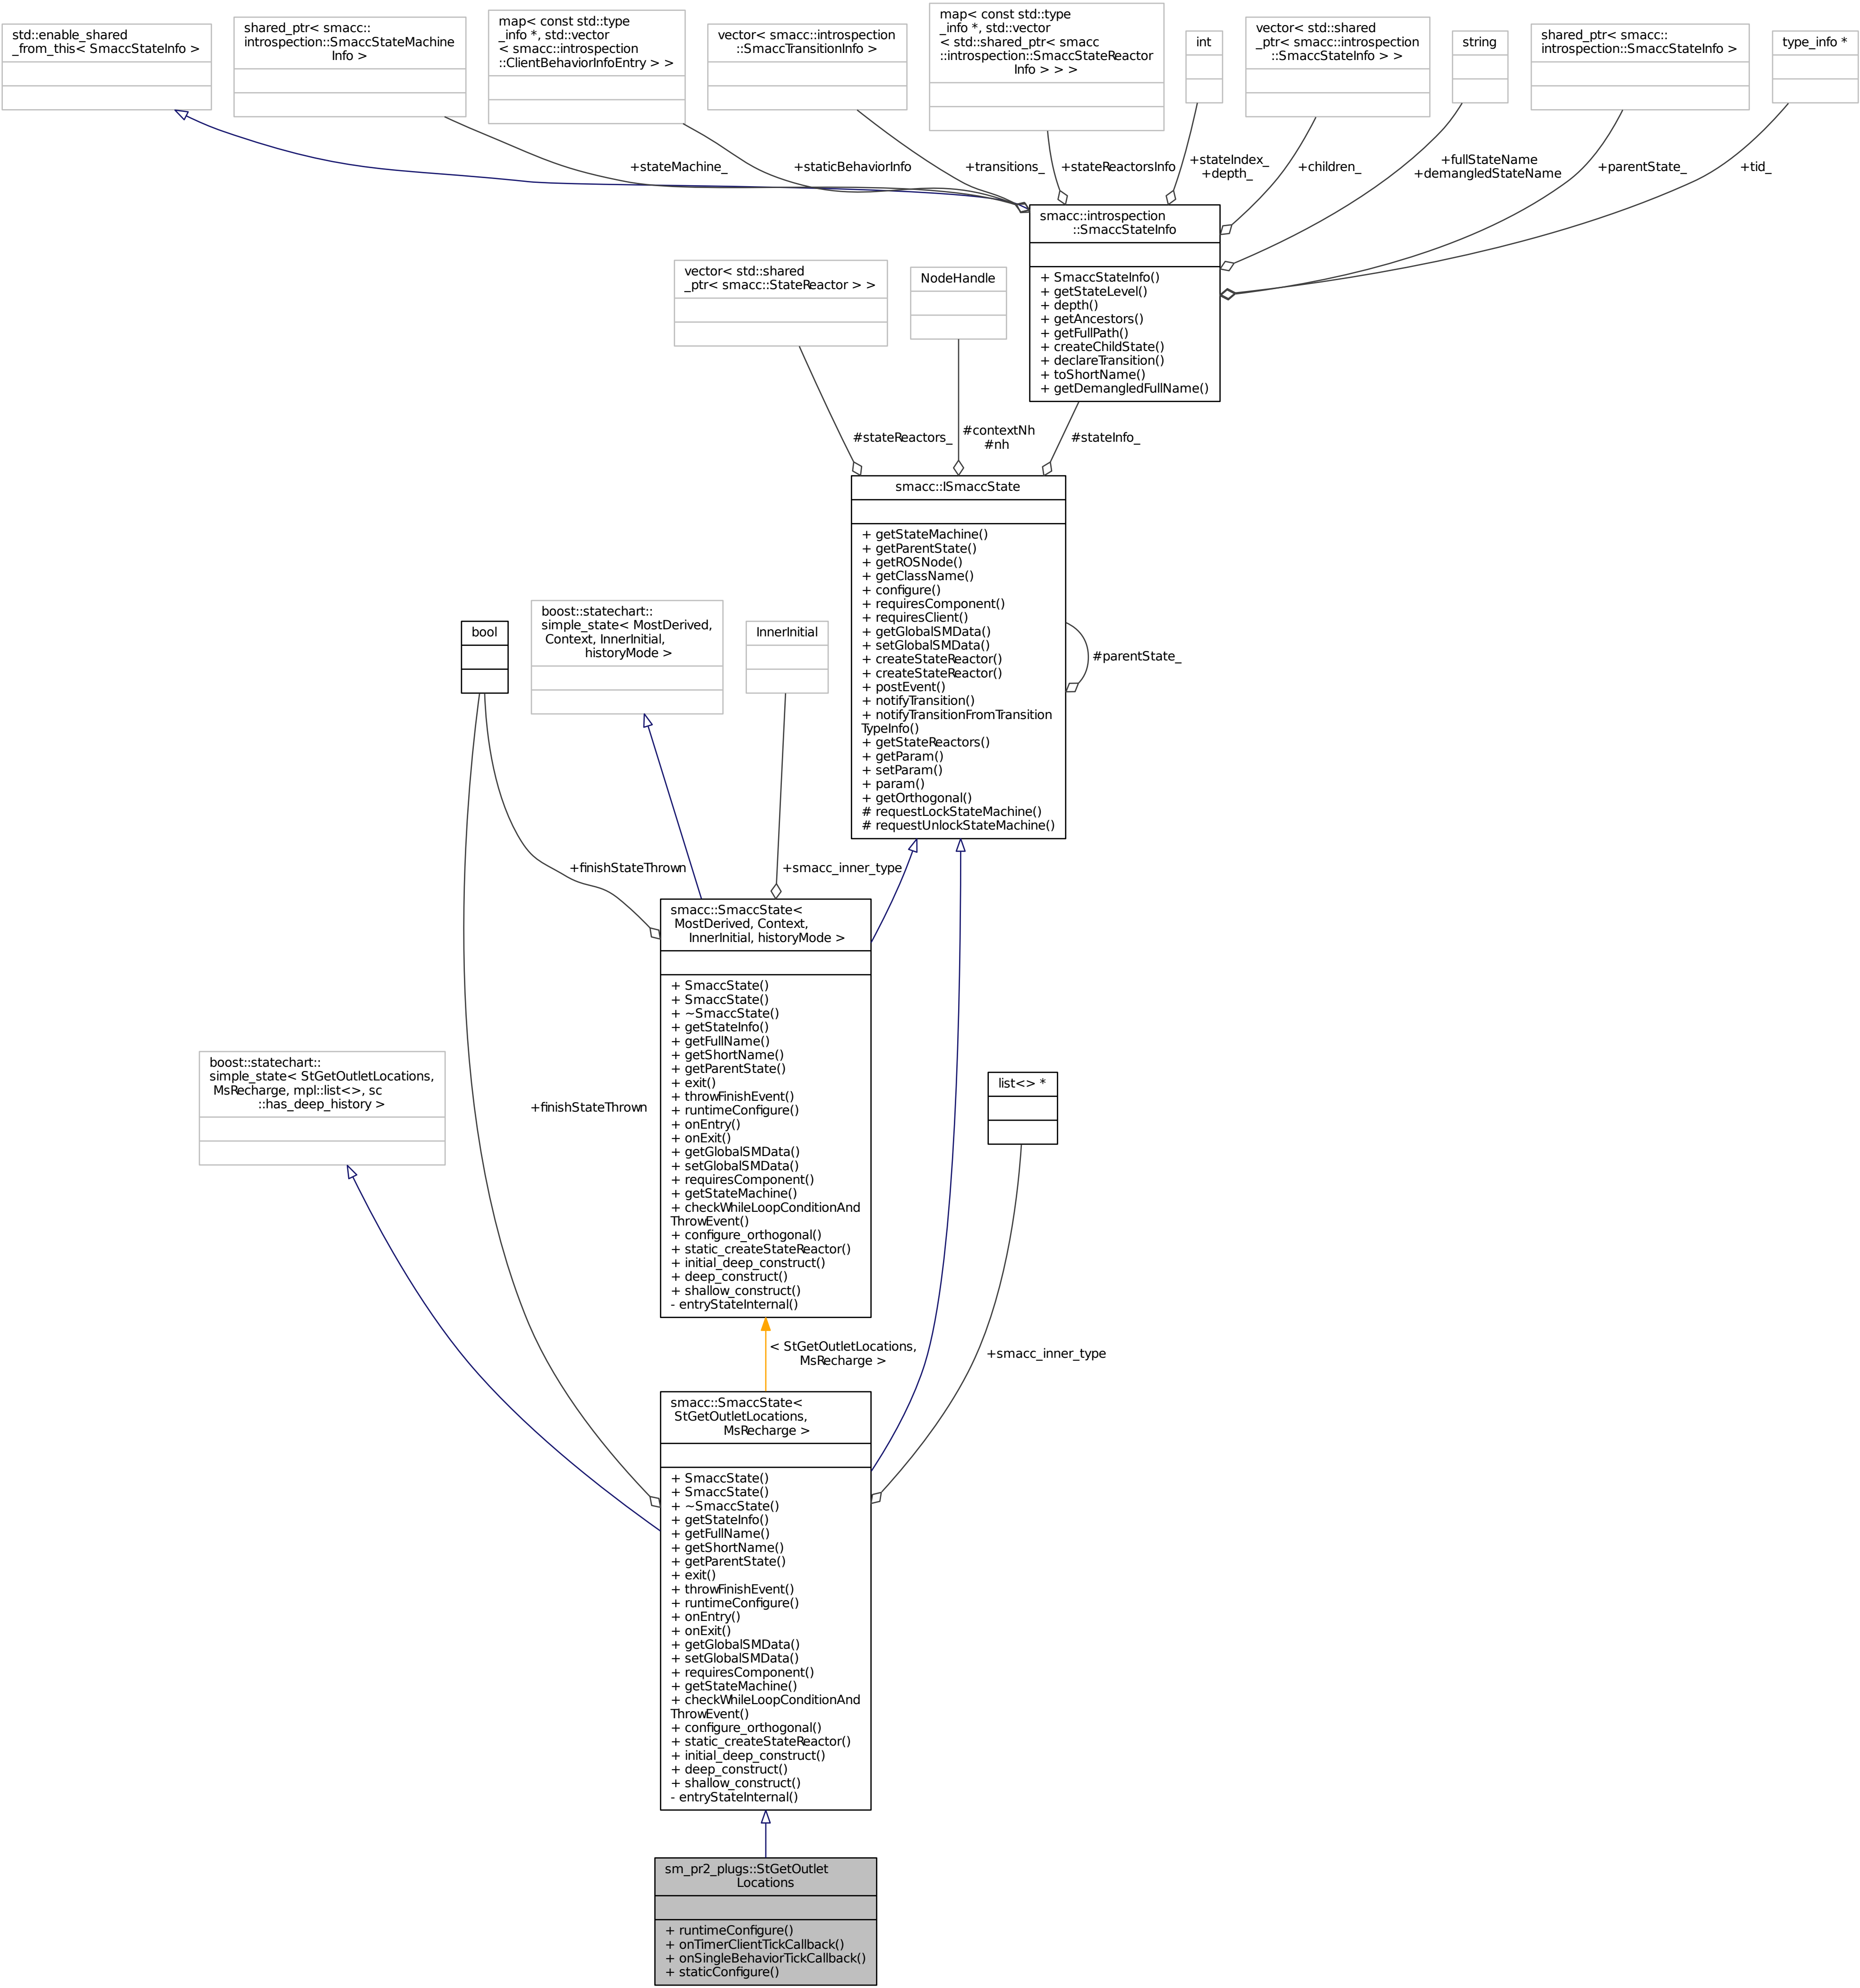 std::enable_shared
_from_this< SmaccStateInfo >
shared_ptr< smacc::
introspection::SmaccStateMachine
Info >
map< const std::type
_info *, std::vector
< smacc::introspection
::ClientBehaviorInfoEntry > >
vector< smacc::introspection
::SmaccTransitionInfo >
map< const std::type
_info *, std::vector
< std::shared_ptr< smacc
::introspection::SmaccStateReactor
Info > > >
int
vector< std::shared
_ptr< smacc::introspection
::SmaccStateInfo > >
string
shared_ptr< smacc::
introspection::SmaccStateInfo >
type_info *
+stateMachine_
+staticBehaviorInfo
+transitions_
+stateReactorsInfo
+stateIndex_
+depth_
+children_
+fullStateName
+demangledStateName
+parentState_
+tid_
smacc::introspection
::SmaccStateInfo
+ SmaccStateInfo()
+ getStateLevel()
+ depth()
+ getAncestors()
+ getFullPath()
+ createChildState()
+ declareTransition()
+ toShortName()
+ getDemangledFullName()
vector< std::shared
_ptr< smacc::StateReactor > >
NodeHandle
#stateReactors_
#contextNh
#nh
#stateInfo_
smacc::ISmaccState
+ getStateMachine()
+ getParentState()
+ getROSNode()
+ getClassName()
+ configure()
+ requiresComponent()
+ requiresClient()
+ getGlobalSMData()
+ setGlobalSMData()
+ createStateReactor()
+ createStateReactor()
+ postEvent()
+ notifyTransition()
+ notifyTransitionFromTransition
TypeInfo()
+ getStateReactors()
+ getParam()
+ setParam()
+ param()
+ getOrthogonal()
# requestLockStateMachine()
# requestUnlockStateMachine()
#parentState_
bool
boost::statechart::
simple_state< MostDerived,
Context, InnerInitial,
historyMode >
InnerInitial
+finishStateThrown
+smacc_inner_type
smacc::SmaccState<
MostDerived, Context,
InnerInitial, historyMode >
+ SmaccState()
+ SmaccState()
+ ~SmaccState()
+ getStateInfo()
+ getFullName()
+ getShortName()
+ getParentState()
+ exit()
+ throwFinishEvent()
+ runtimeConfigure()
+ onEntry()
+ onExit()
+ getGlobalSMData()
+ setGlobalSMData()
+ requiresComponent()
+ getStateMachine()
+ checkWhileLoopConditionAnd
ThrowEvent()
+ configure_orthogonal()
+ static_createStateReactor()
+ initial_deep_construct()
+ deep_construct()
+ shallow_construct()
- entryStateInternal()
boost::statechart::
simple_state< StGetOutletLocations,
MsRecharge, mpl::list<>, sc
::has_deep_history >
+finishStateThrown
list<> *
< StGetOutletLocations,
MsRecharge >
+smacc_inner_type
smacc::SmaccState<
StGetOutletLocations,
MsRecharge >
+ SmaccState()
+ SmaccState()
+ ~SmaccState()
+ getStateInfo()
+ getFullName()
+ getShortName()
+ getParentState()
+ exit()
+ throwFinishEvent()
+ runtimeConfigure()
+ onEntry()
+ onExit()
+ getGlobalSMData()
+ setGlobalSMData()
+ requiresComponent()
+ getStateMachine()
+ checkWhileLoopConditionAnd
ThrowEvent()
+ configure_orthogonal()
+ static_createStateReactor()
+ initial_deep_construct()
+ deep_construct()
+ shallow_construct()
- entryStateInternal()
sm_pr2_plugs::StGetOutlet
Locations
+ runtimeConfigure()
+ onTimerClientTickCallback()
+ onSingleBehaviorTickCallback()
+ staticConfigure()